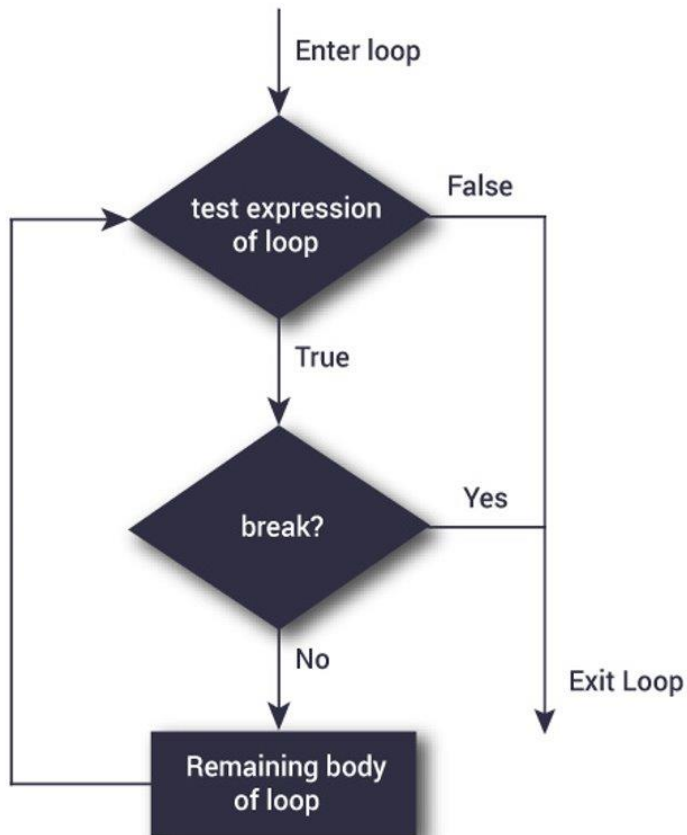 Enter loop
test expression
of loop
False
True
break?
Yes
No
Exit Loop
Remaining body
of loop